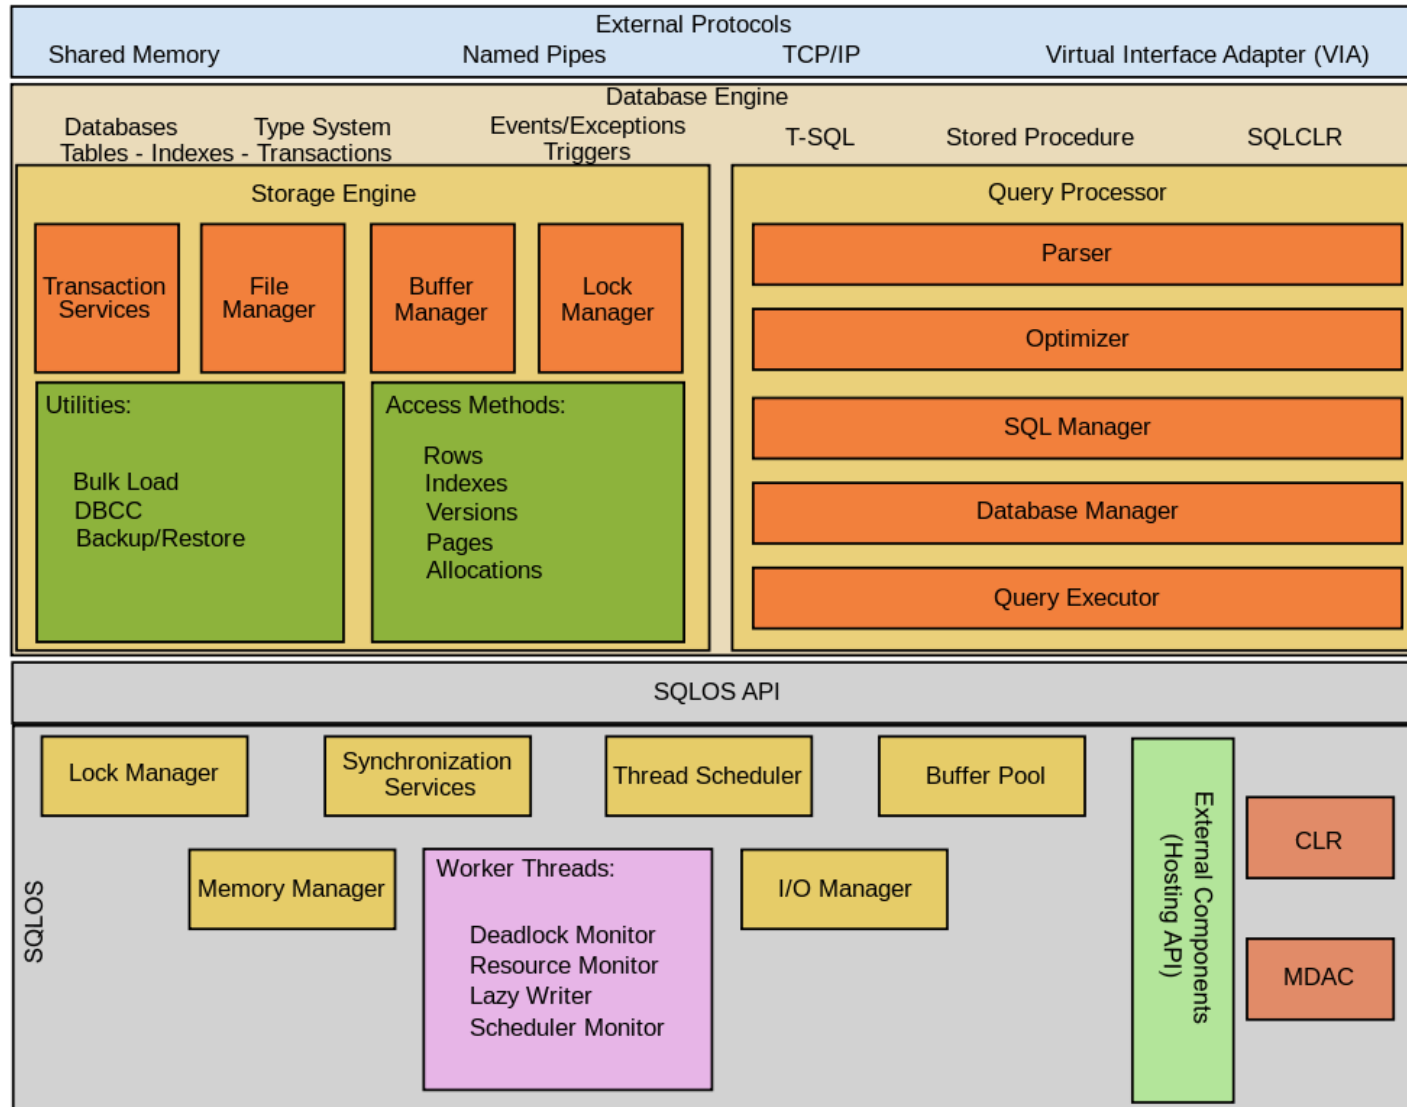 External Protocols
Shared Memory Named Pipes TCP/IP Virtual Interface Adapter (VIA)
Database Engine
Databases Type System
Tables - Indexes - Transactions
Events/Exceptions
Triggers
T-SQL Stored Procedure SQLCLR
Storage Engine
Transaction
Services
File
Manager
Buffer
Manager
Lock
Manager
Utilities:
Bulk Load
DBCC
Backup/Restore
Access Methods:
Rows
Indexes
Versions
Pages
Allocations
Query Processor
Parser
Optimizer
SQL Manager
Database Manager
Query Executor
SQLOS API
SQLOS
Lock Manager
Synchronization
Services
Thread Scheduler
Buffer Pool
Memory Manager
Worker Threads:
Deadlock Monitor
Resource Monitor
Lazy Writer
Scheduler Monitor
I/O Manager
External Components
(Hosting API)
CLR
MDAC